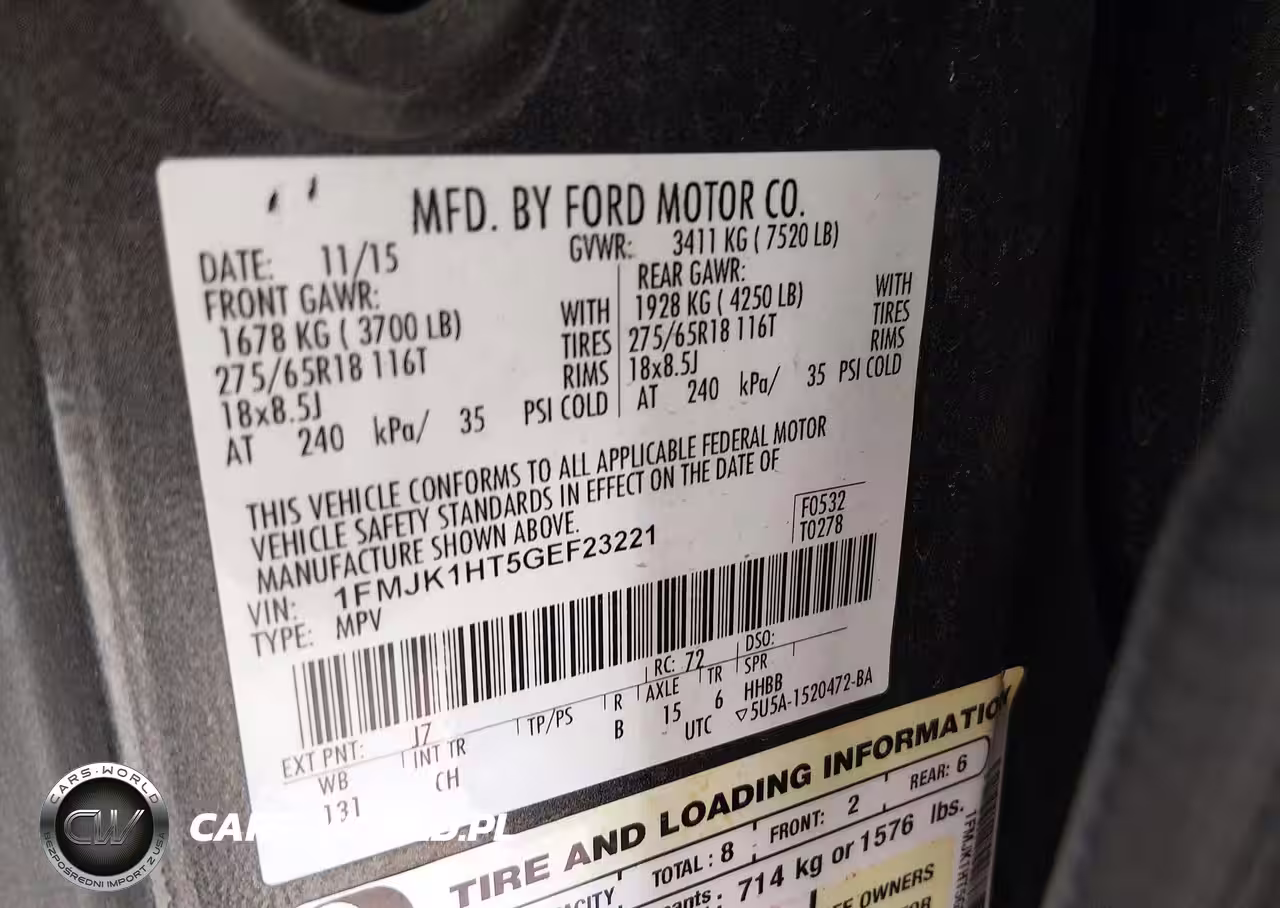 MFD. BY FORD MOTOR CO.
DATE: 11/15
GVWR: 3411 KG ( 7520 LB)
FRONT GAWR:
1678 KG ( 3700 LB) WITH
275/65R18 116T TIRES
18x8.5J RIMS
AT 240 kPa/ 35 PSI COLD
REAR GAWR:
1928 KG ( 4250 LB) WITH
275/65R18 116T TIRES
18x8.5J RIMS
AT 240 kPa/ 35 PSI COLD
THIS VEHICLE CONFORMS TO ALL APPLICABLE FEDERAL MOTOR
VEHICLE SAFETY STANDARDS IN EFFECT ON THE DATE OF
MANUFACTURE SHOWN ABOVE.
F0532
T0278
VIN: 1FMJK1HT5GEF23221
TYPE: MPV
EXT PNT: J7 RC: 72 DSO:
WB INT TR TP/PS R AXLE TR SPR
131 CH B 15 6 HHBB
UTC ▽5U5A-1520472-BA
TIRE AND LOADING INFORMATION
TOTAL : 8 FRONT: 2 REAR: 6
714 kg or 1576 lbs.
OWNERS
CARS-WORLD
CW
BEZPOŚREDNI IMPORT Z USA